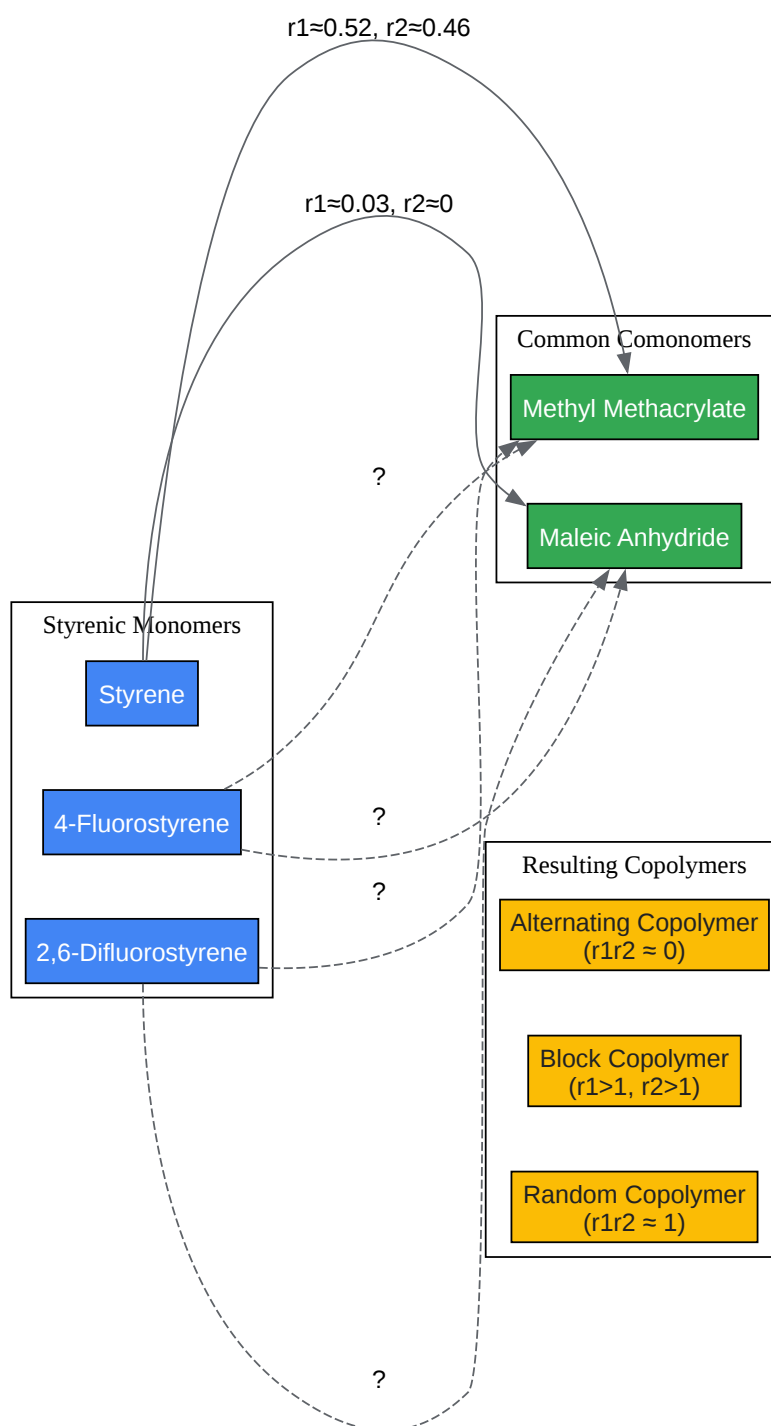 r1≈0.52, r2≈0.46
r1≈0.03, r2≈0
Common Comonomers
Methyl Methacrylate
?
Maleic Anhydride
Styrenic Monomers
Styrene
4-Fluorostyrene
?
?
2,6-Difluorostyrene
Resulting Copolymers
Alternating Copolymer
(r1r2 ≈ 0)
Block Copolymer
(r1>1, r2>1)
Random Copolymer
(r1r2 ≈ 1)
?